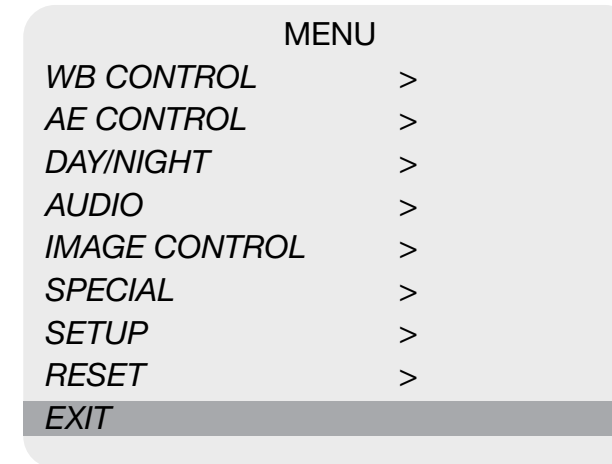 MENU
WB CONTROL >
AE CONTROL >
DAY/NIGHT >
AUDIO >
IMAGE CONTROL >
SPECIAL >
SETUP >
RESET >
EXIT